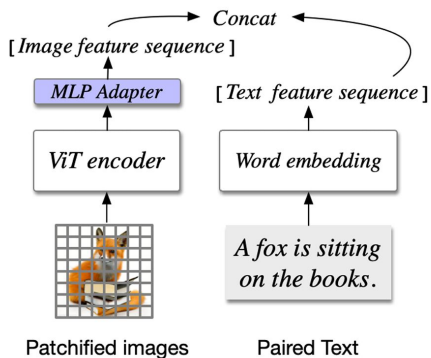 Concat
[Image feature sequence]
[Text feature sequence]
MLP Adapter
ViT encoder
Word embedding
A fox is sitting
on the books.
Patchified images
Paired Text